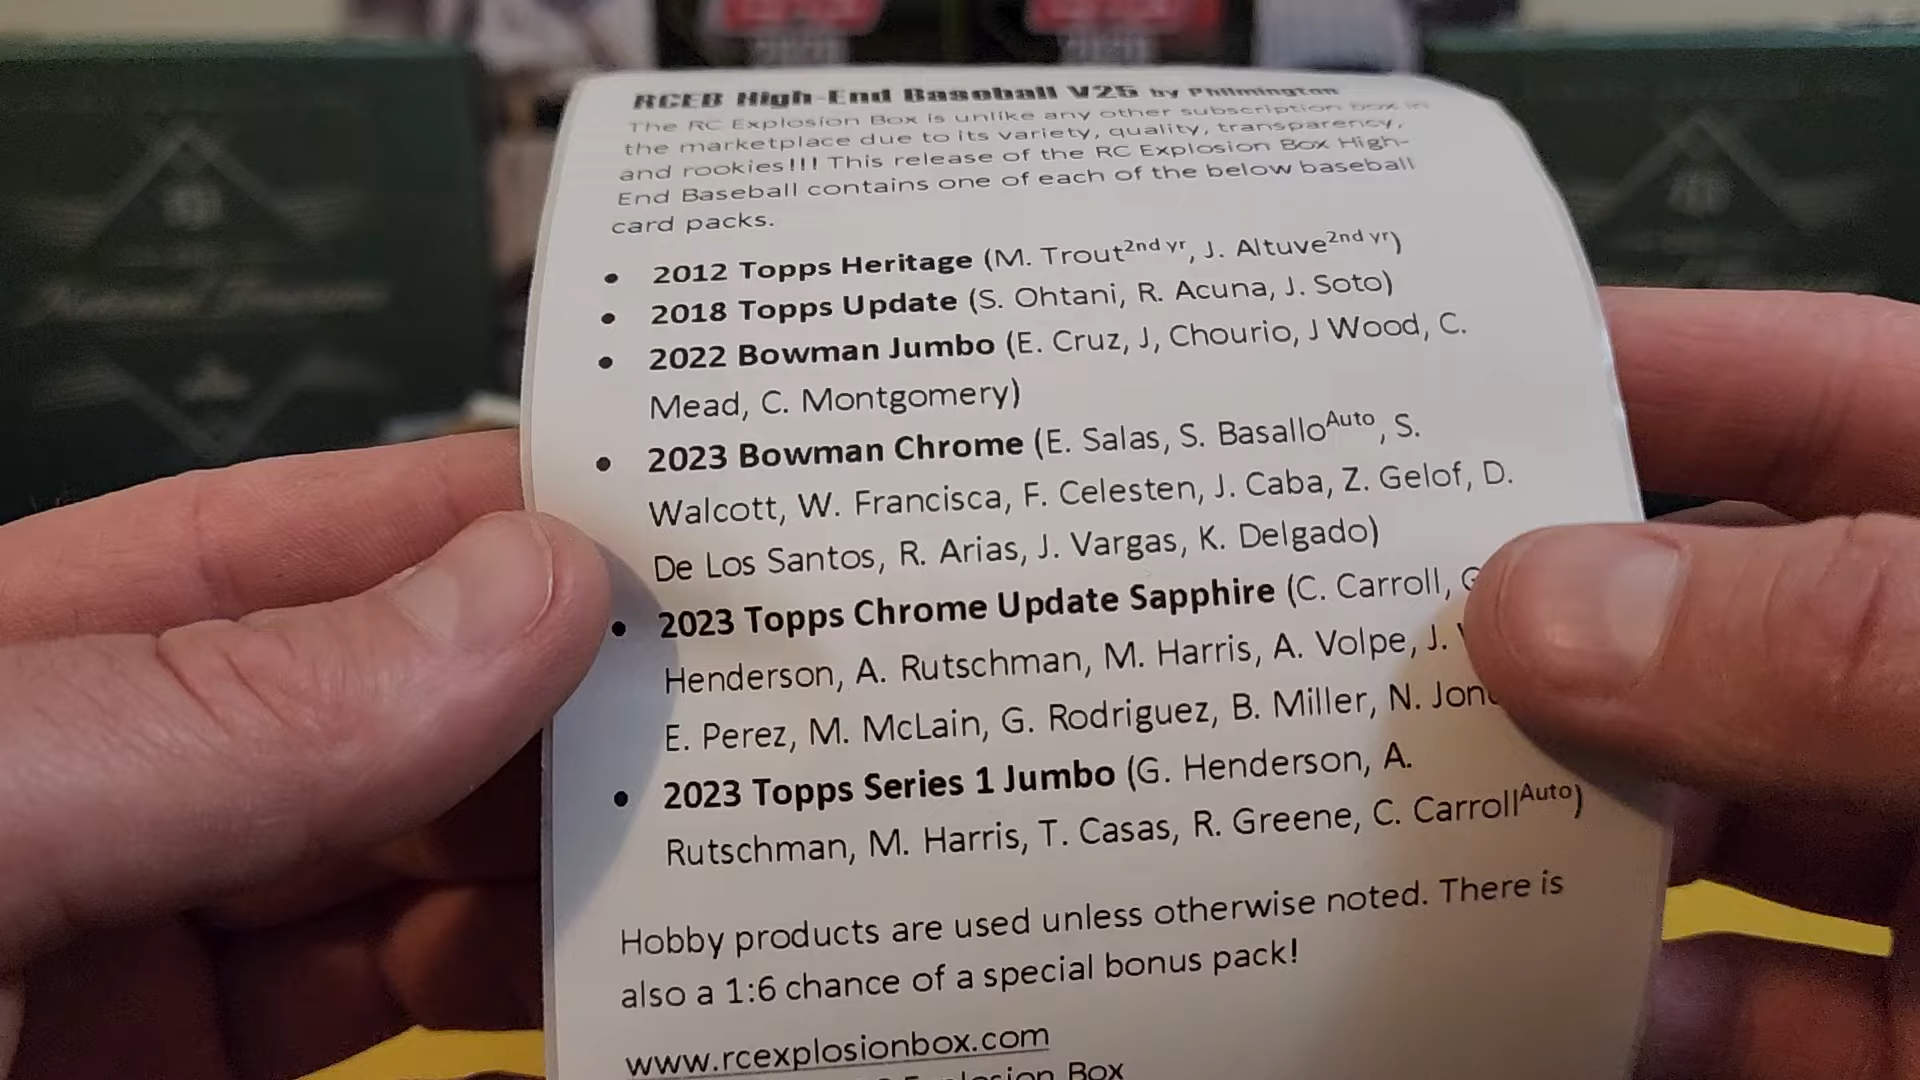 RCEB High-End Baseball V25 by Philmington
The RC Explosion Box is unlike any other subscription box in
the marketplace due to its variety, quality, transparency,
and rookies!!! This release of the RC Explosion Box High-
End Baseball contains one of each of the below baseball
card packs.
• 2012 Topps Heritage (M. Trout2nd yr, J. Altuve2nd yr)
• 2018 Topps Update (S. Ohtani, R. Acuna, J. Soto)
• 2022 Bowman Jumbo (E. Cruz, J, Chourio, J Wood, C.
Mead, C. Montgomery)
• 2023 Bowman Chrome (E. Salas, S. BasalloAuto, S.
Walcott, W. Francisca, F. Celesten, J. Caba, Z. Gelof, D.
De Los Santos, R. Arias, J. Vargas, K. Delgado)
• 2023 Topps Chrome Update Sapphire (C. Carroll,
Henderson, A. Rutschman, M. Harris, A. Volpe, J.
E. Perez, M. McLain, G. Rodriguez, B. Miller, N.
• 2023 Topps Series 1 Jumbo (G. Henderson, A.
Rutschman, M. Harris, T. Casas, R. Greene, C. CarrollAuto)
Hobby products are used unless otherwise noted. There is
also a 1:6 chance of a special bonus pack!
www.rcexplosionbox.com
Box